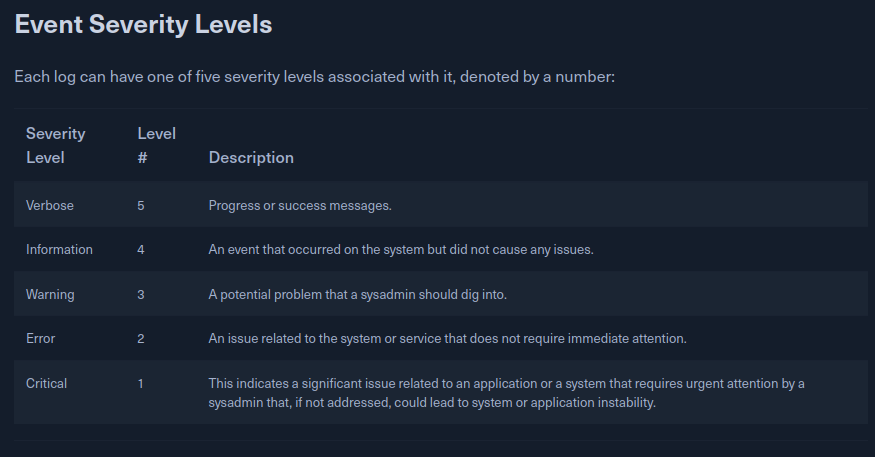 Event Severity Levels
Each log can have one of five severity levels associated with it, denoted by a number:
Severity Level Level # Description
Verbose 5 Progress or success messages.
Information 4 An event that occurred on the system but did not cause any issues.
Warning 3 A potential problem that a sysadmin should dig into.
Error 2 An issue related to the system or service that does not require immediate attention.
Critical 1 This indicates a significant issue related to an application or a system that requires urgent attention by a
sysadmin that, if not addressed, could lead to system or application instability.